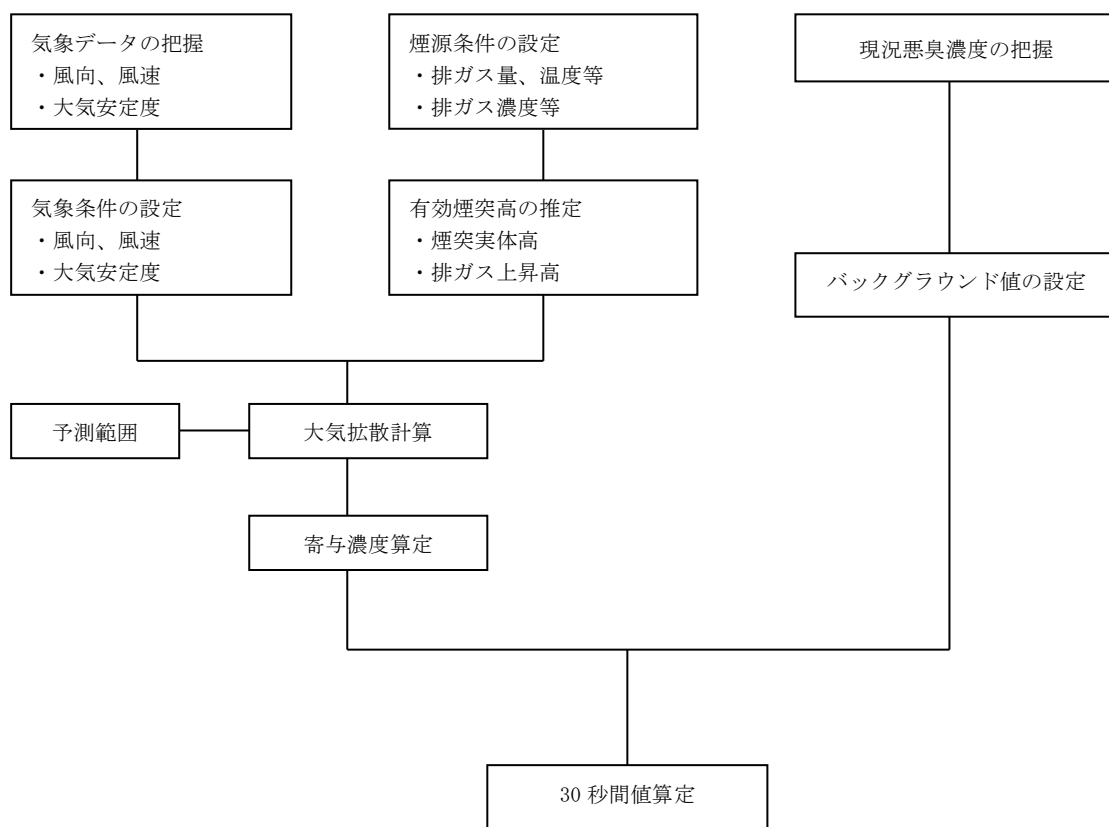 気象データの把握
・風向、風速
・大気安定度
煙源条件の設定
・排ガス量、温度等
・排ガス濃度等
現況悪臭濃度の把握
気象条件の設定
・風向、風速
・大気安定度
有効煙突高の推定
・煙突実体高
・排ガス上昇高
バックグラウンド値の設定
予測範囲
大気拡散計算
寄与濃度算定
30 秒間値算定